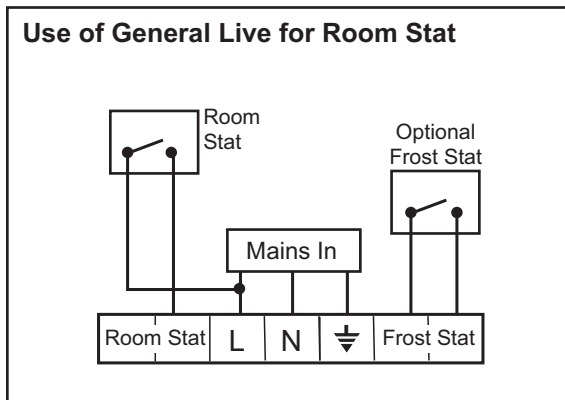 Use of General Live for Room Stat
Room
Stat
Optional
Frost Stat
Mains In
Room Stat L N Frost Stat